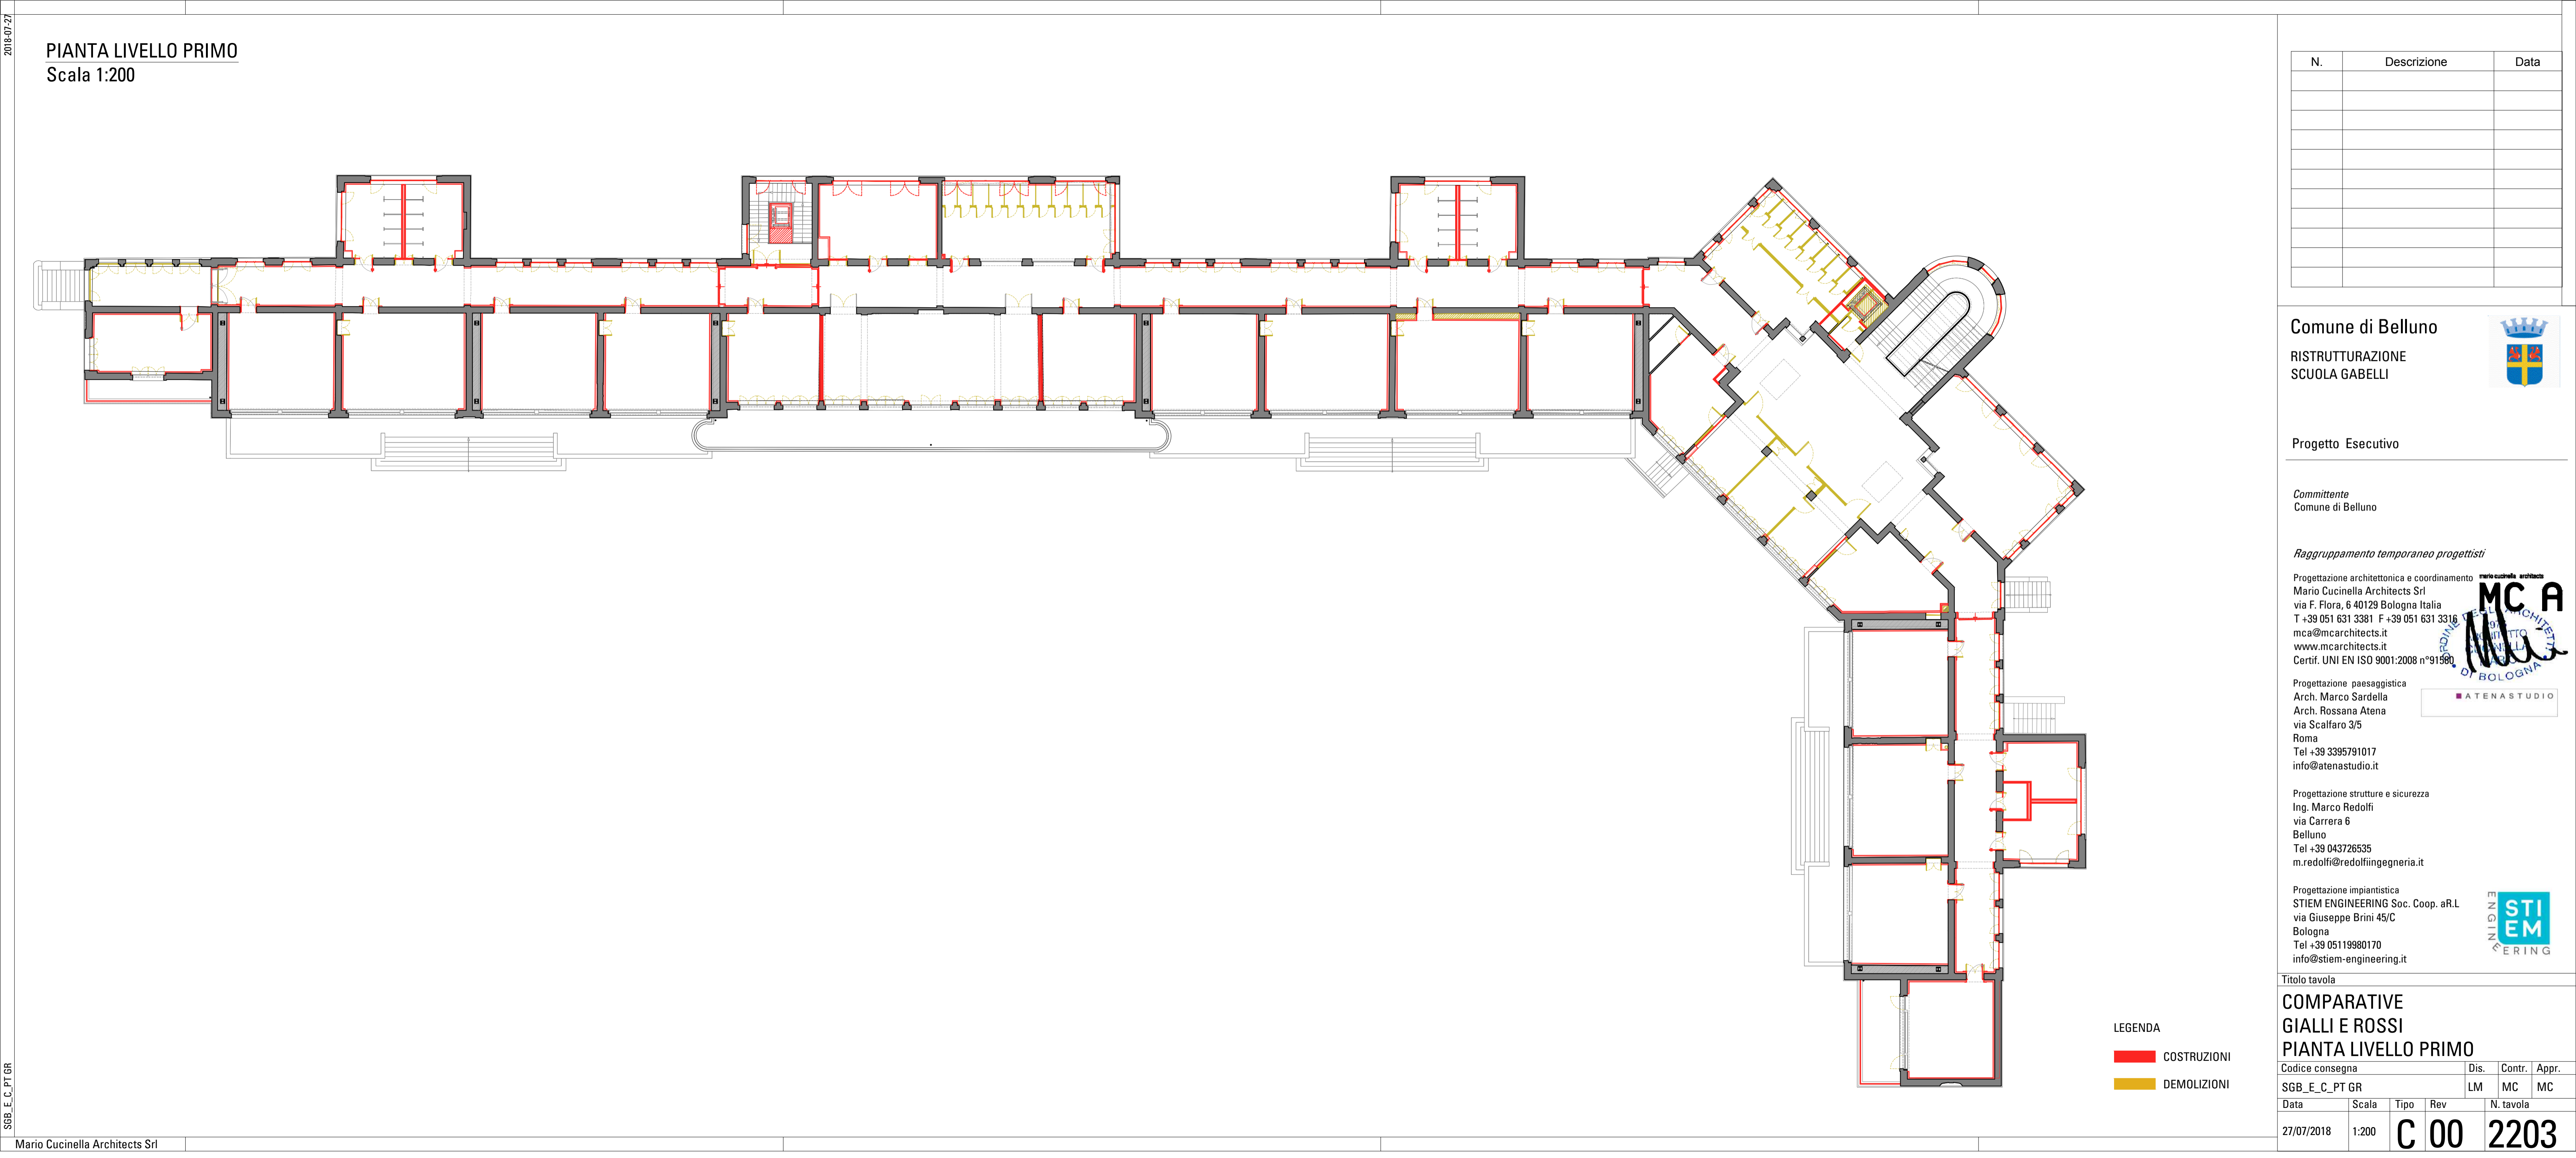 2018-07-27
PIANTA LIVELLO PRIMO
Scala 1:200
N. Descrizione Data
Comune di Belluno
RISTRUTTURAZIONE
SCUOLA GABELLI
Progetto Esecutivo
Committente
Comune di Belluno
Raggruppamento temporaneo progettisti
Progettazione architettonica e coordinamento
mario cucinella architects
MC A
Mario Cucinella Architects Srl
via F. Flora, 6 40129 Bologna Italia
T +39 051 631 3381 F +39 051 631 3316
mca@mcarchitects.it
www.mcarchitects.it
Certif. UNI EN ISO 9001:2008 n°91580
DI BOLOGNA
Progettazione paesaggistica
Arch. Marco Sardella
Arch. Rossana Atena
via Scalfaro 3/5
Roma
Tel +39 3395791017
info@atenastudio.it
ATENASTUDIO
Progettazione strutture e sicurezza
Ing. Marco Redolfi
via Carrera 6
Belluno
Tel +39 043726535
m.redolfi@redolfiingegneria.it
Progettazione impiantistica
STIEM ENGINEERING Soc. Coop. aR.L
via Giuseppe Brini 45/C
Bologna
Tel +39 05119980170
info@stiem-engineering.it
STI
EM
ENGINEERING
Titolo tavola
COMPARATIVE
GIALLI E ROSSI
PIANTA LIVELLO PRIMO
Codice consegna Dis. Contr. Appr.
SGB_E_C_PT GR LM MC MC
Data Scala Tipo Rev N. tavola
27/07/2018 1:200 C 00 2203
LEGENDA
COSTRUZIONI
DEMOLIZIONI
SGB_E_C_PT GR
Mario Cucinella Architects Srl